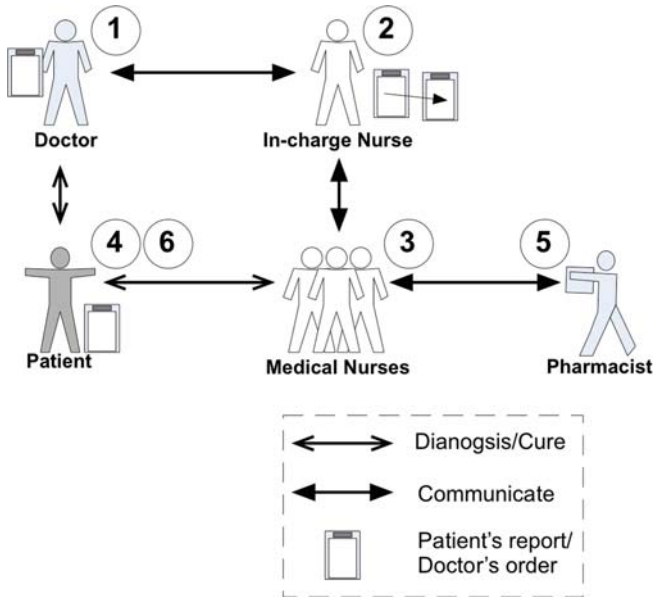 1
2
Doctor
In-charge Nurse
4
6
3
5
Patient
Medical Nurses
Pharmacist
Dianogsis/Cure
Communicate
Patient's report/
Doctor's order